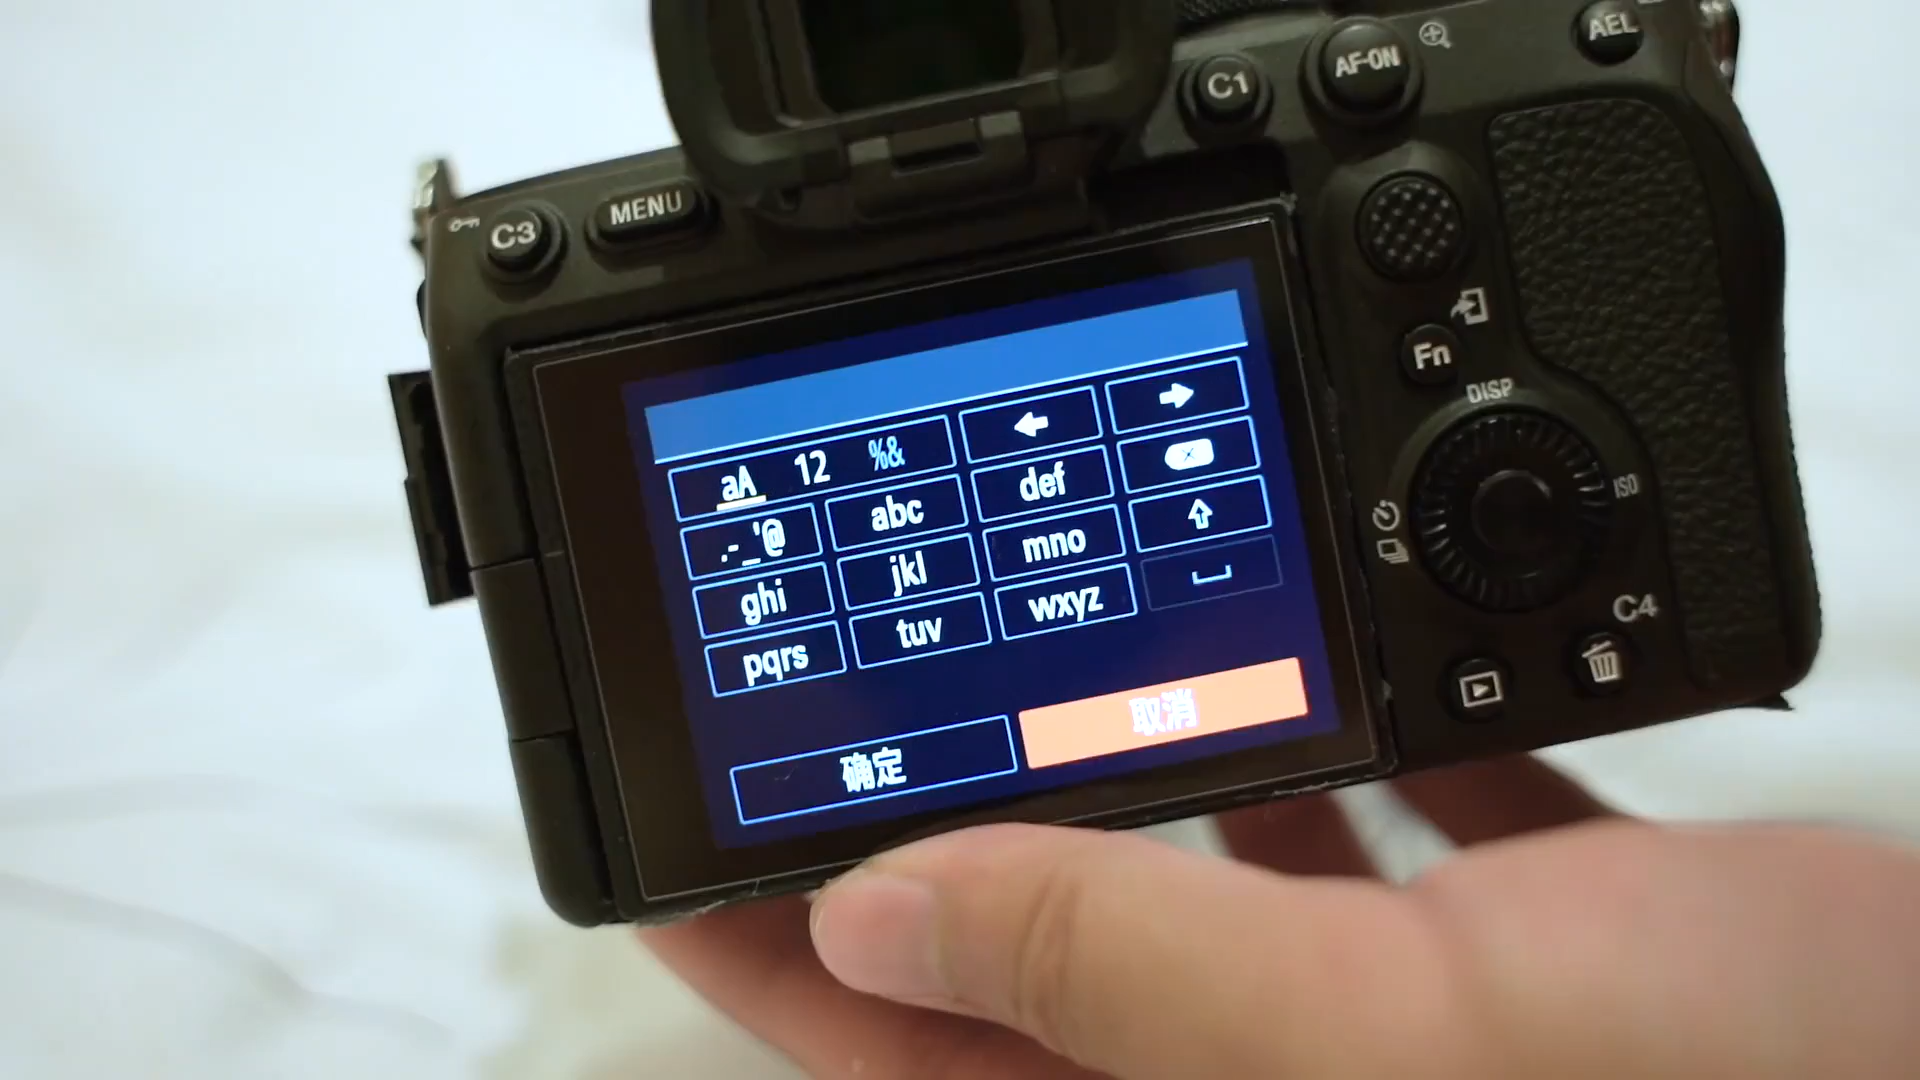 AEL
AF-ON
C1
MENU
C3
Fn
DISP
ISO
C4
aA 12 %&
.-_'@ abc def
ghi jkl mno
pqrs tuv wxyz
确定 取消